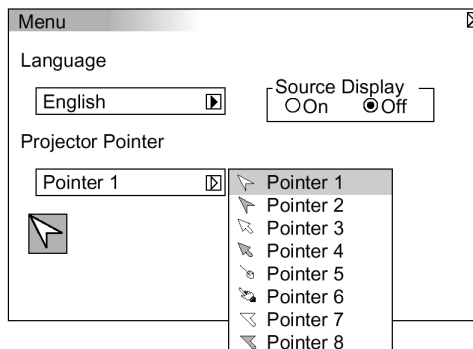 Menu
Language
English
Source Display
On Off
Projector Pointer
Pointer 1
Pointer 1
Pointer 2
Pointer 3
Pointer 4
Pointer 5
Pointer 6
Pointer 7
Pointer 8